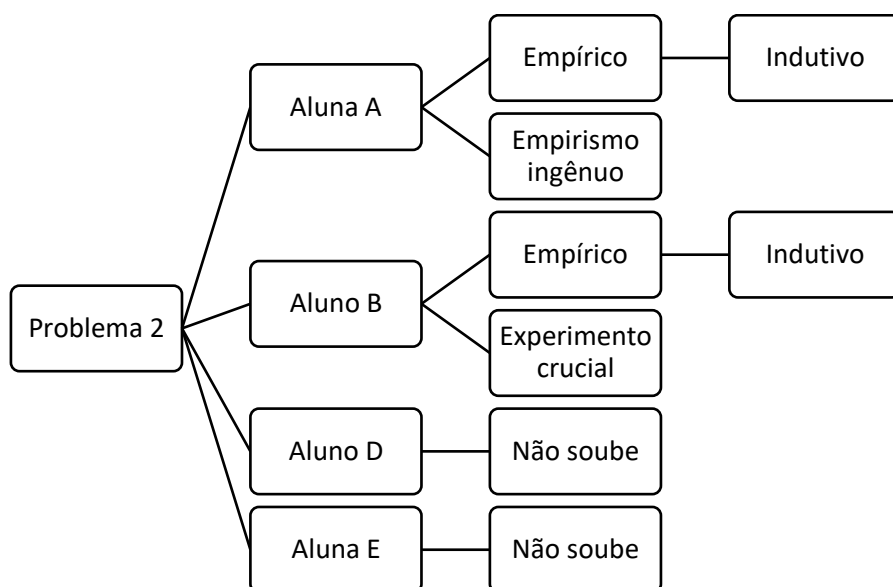 Problema 2
Aluna A
Empírico
Indutivo
Empirismo
ingênuo
Aluno B
Empírico
Indutivo
Experimento
crucial
Aluno D
Não soube
Aluna E
Não soube